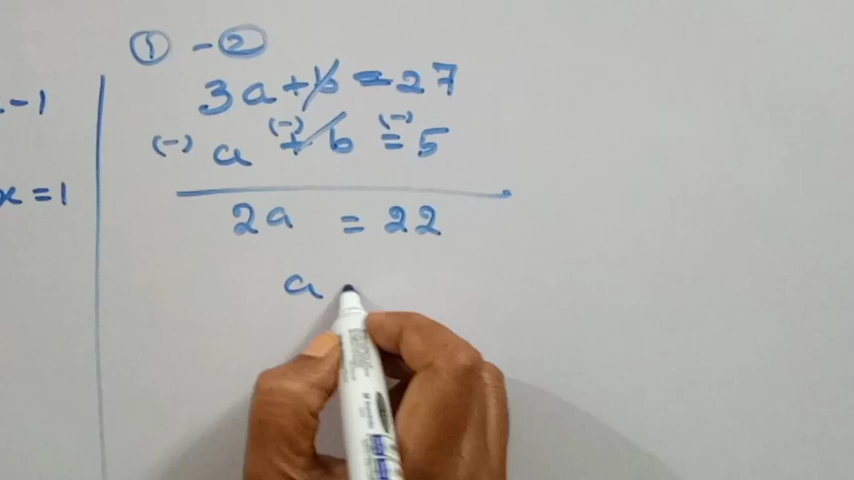 ① - ②
3a + b = 27
(-) a (-) + b (-) = 5
2a = 22
a
-1
x = 1